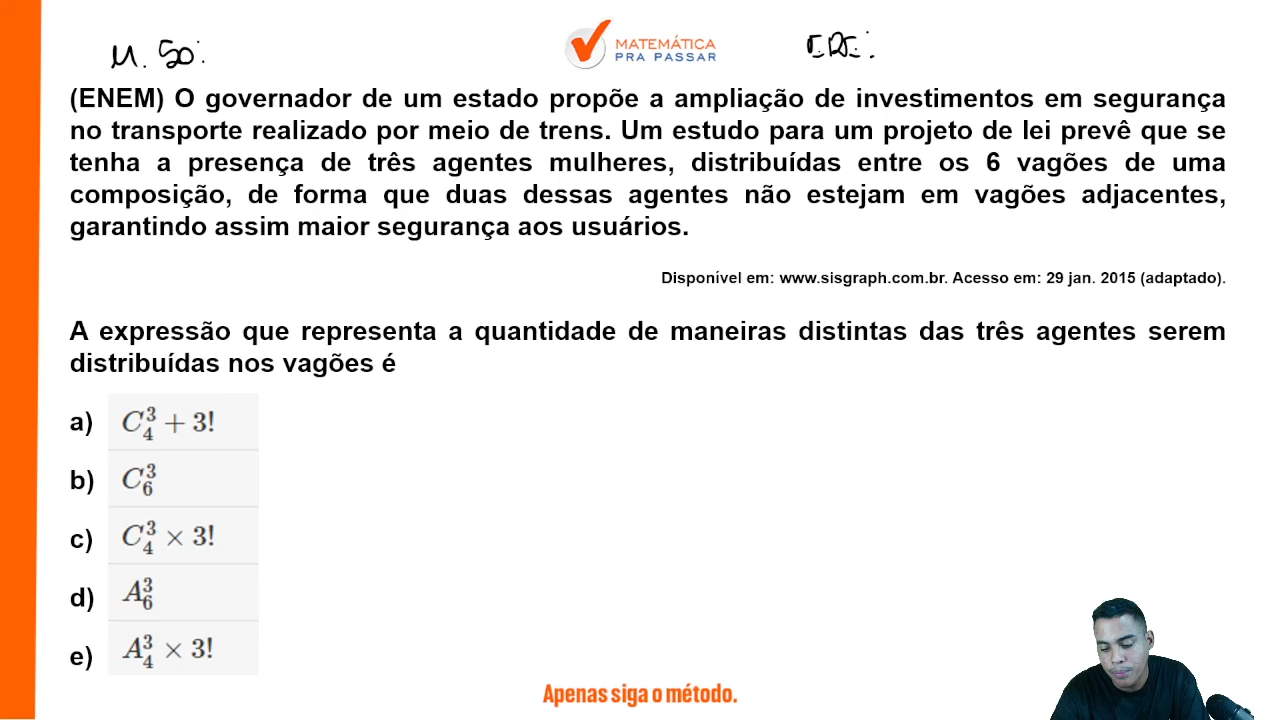 M. SO:
MATEMÁTICA
PRA PASSAR
(ENEM) O governador de um estado propõe a ampliação de investimentos em segurança
no transporte realizado por meio de trens. Um estudo para um projeto de lei prevê que se
tenha a presença de três agentes mulheres, distribuídas entre os 6 vagões de uma
composição, de forma que duas dessas agentes não estejam em vagões adjacentes,
garantindo assim maior segurança aos usuários.
Disponível em: www.sisgraph.com.br. Acesso em: 29 jan. 2015 (adaptado).
A expressão que representa a quantidade de maneiras distintas das três agentes serem
distribuídas nos vagões é
a) $C_4^3 + 3!$
b) $C_6^3$
c) $C_4^3 \times 3!$
d) $A_6^3$
e) $A_4^3 \times 3!$
Apenas siga o método.